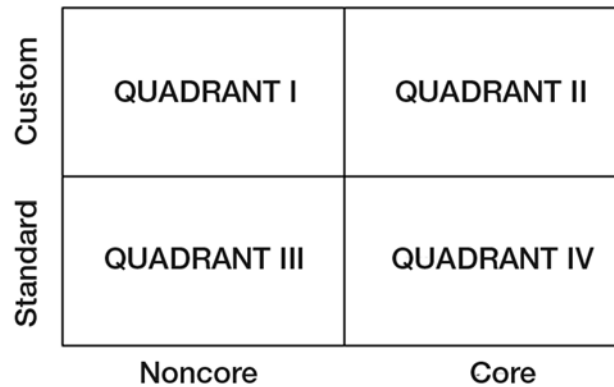 Custom
QUADRANT I
QUADRANT II
Standard
QUADRANT III
QUADRANT IV
Noncore
Core